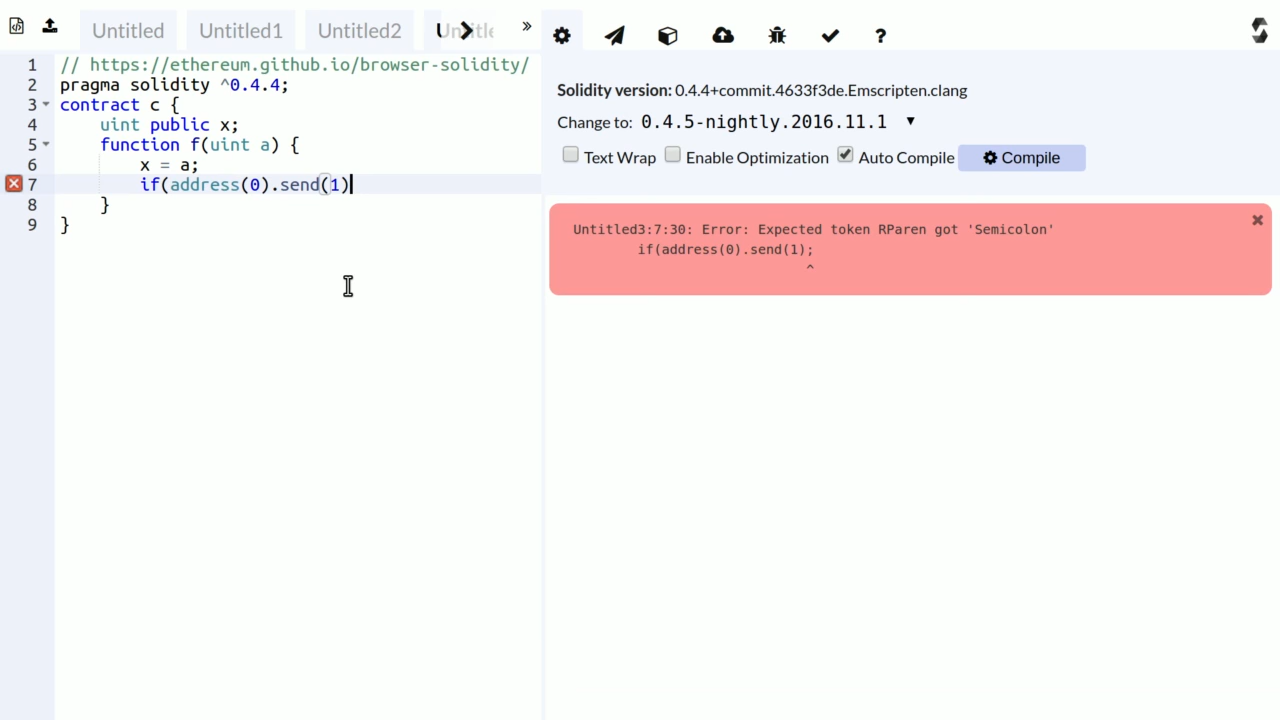 Untitled Untitled1 Untitled2 Untitle »
1 // https://ethereum.github.io/browser-solidity/
2 pragma solidity ^0.4.4;
3 contract c {
4 uint public x;
5 function f(uint a) {
6 x = a;
7 if(address(0).send(1)
8 }
9 }
Solidity version: 0.4.4+commit.4633f3de.Emscripten.clang
Change to: 0.4.5-nightly.2016.11.1
Text Wrap Enable Optimization Auto Compile Compile
Untitled3:7:30: Error: Expected token RParen got 'Semicolon'
if(address(0).send(1);
^